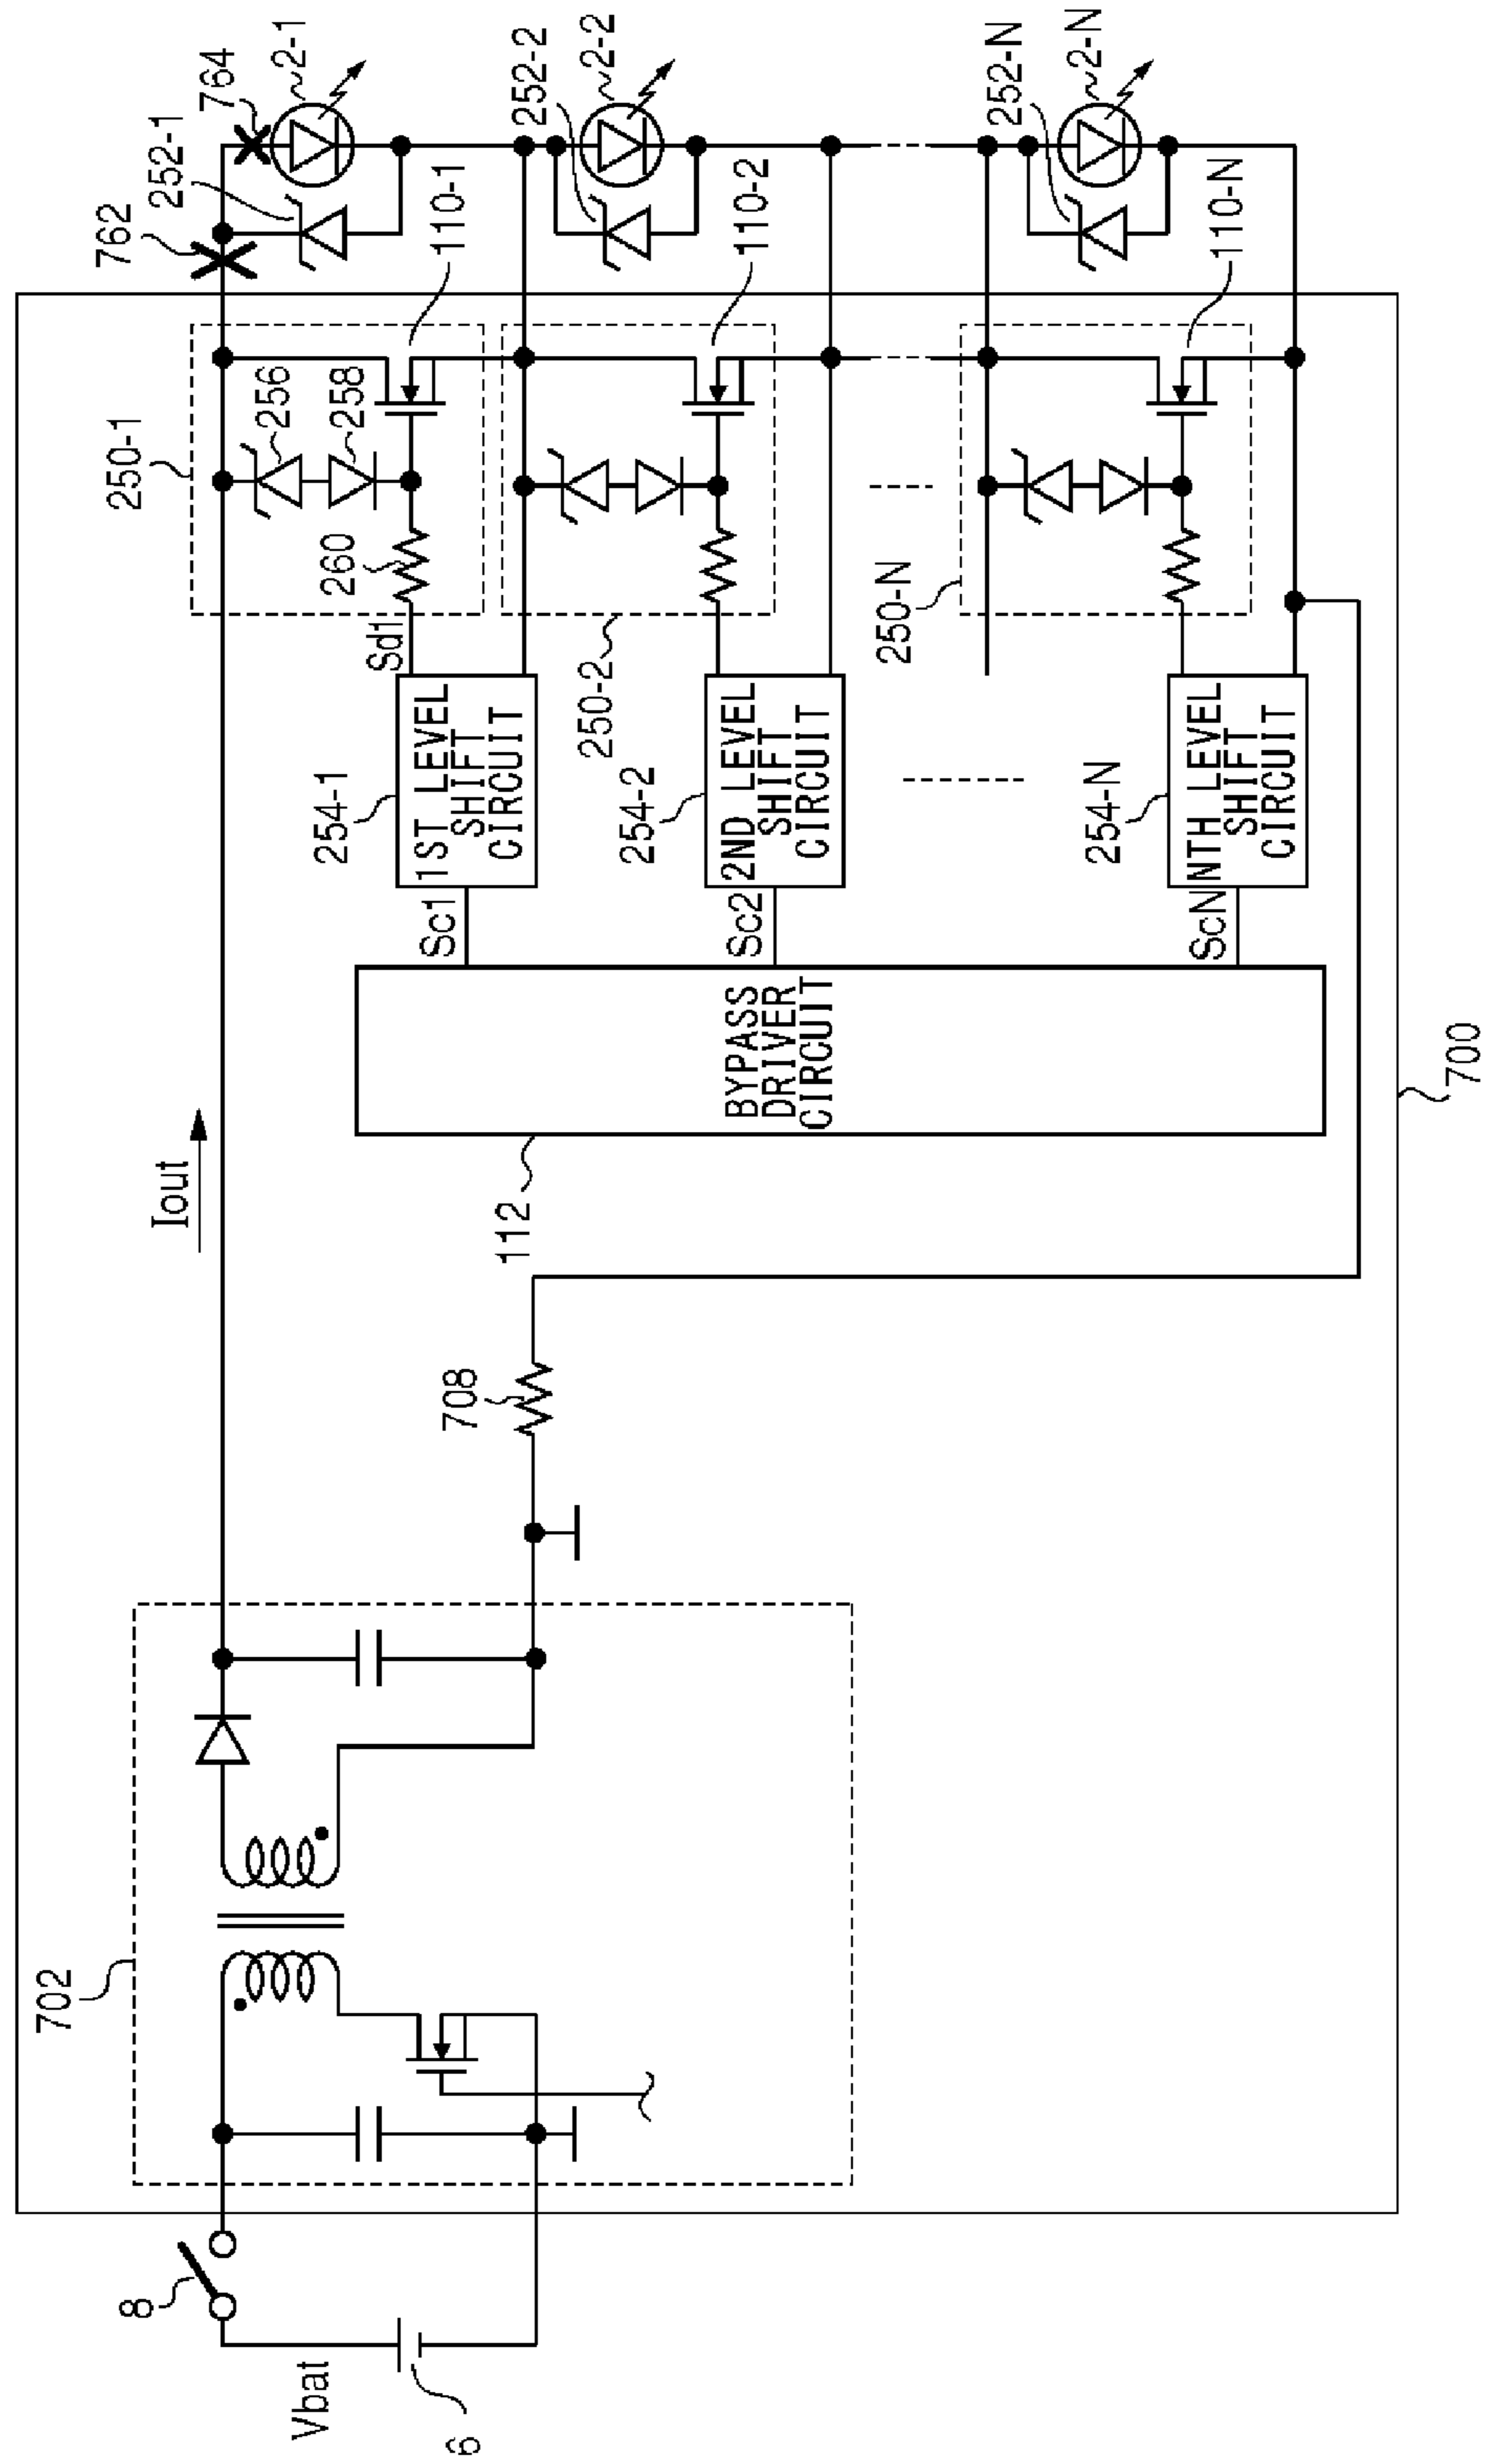 702
Iout
250-1
762
252-1
764
2-1
256
258
260
Sd1
110-1
252-2
2-2
254-1
1ST LEVEL
SHIFT
CIRCUIT
Sc1
8
Vbat
6
708
112
BYPASS
DRIVER
CIRCUIT
250-2
110-2
254-2
2ND LEVEL
SHIFT
CIRCUIT
Sc2
250-N
252-N
2-N
110-N
254-N
NTH LEVEL
SHIFT
CIRCUIT
ScN
700